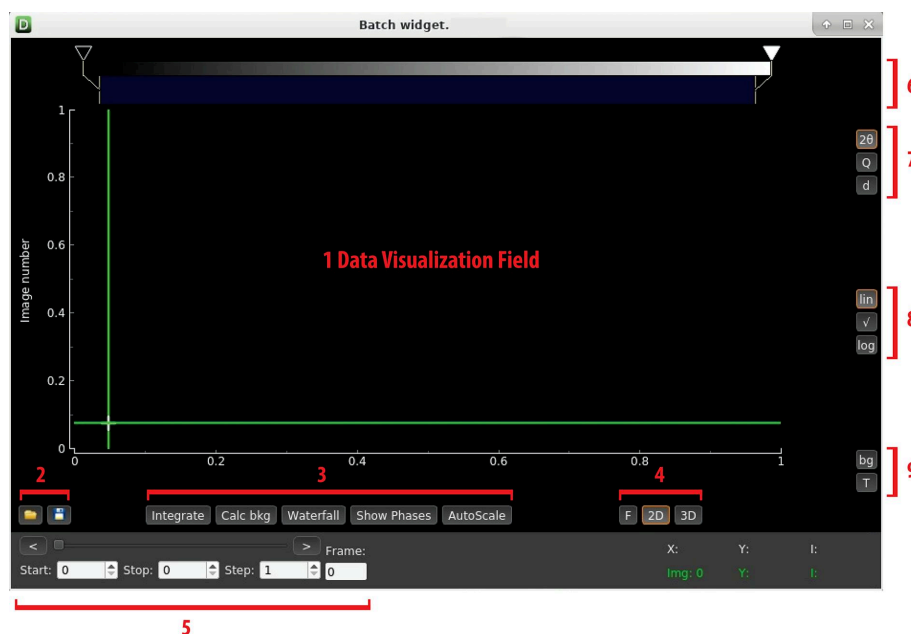 D
Batch widget.
6
1
2θ
7
Q
d
0.8
Image number
0.6
1 Data Visualization Field
lin
0.4
√
8
log
0.2
0
0
0.2
0.4
0.6
0.8
1
bg
9
T
2
3
4
Integrate Calc bkg Waterfall Show Phases AutoScale
F 2D 3D
< >
Frame:
X: Y: I:
Start: 0 Stop: 0 Step: 1 0
Img: 0 Y: I:
5